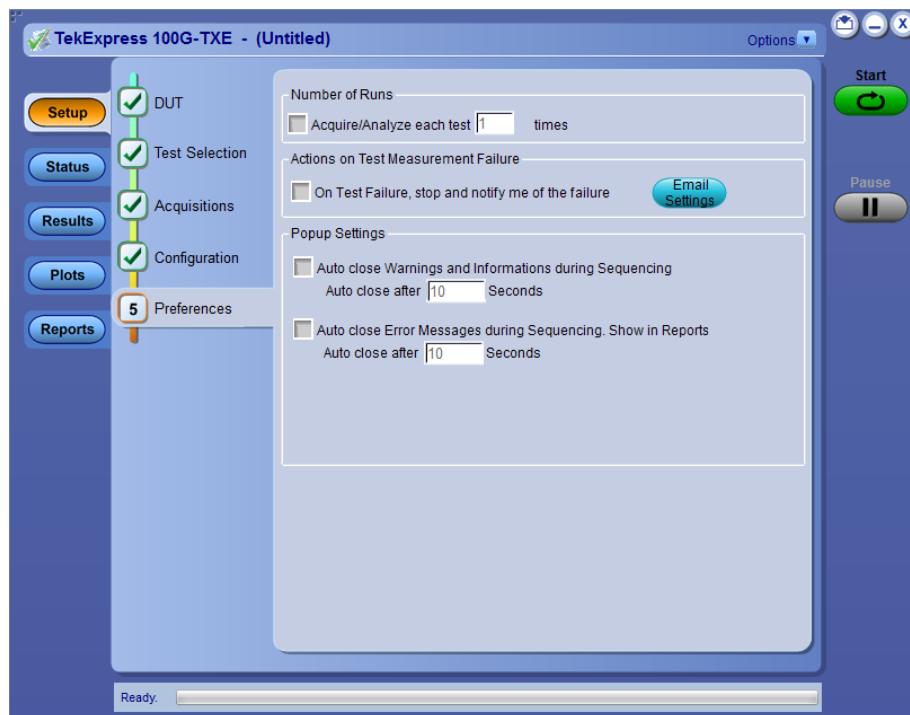 TekExpress 100G-TXE - (Untitled)
Options
X
Start
Pause
Setup
Status
Results
Plots
Reports
DUT
Test Selection
Acquisitions
Configuration
5 Preferences
Number of Runs
Acquire/Analyze each test 1 times
Actions on Test Measurement Failure
On Test Failure, stop and notify me of the failure
Email
Settings
Popup Settings
Auto close Warnings and Informations during Sequencing
Auto close after 10 Seconds
Auto close Error Messages during Sequencing. Show in Reports
Auto close after 10 Seconds
Ready.